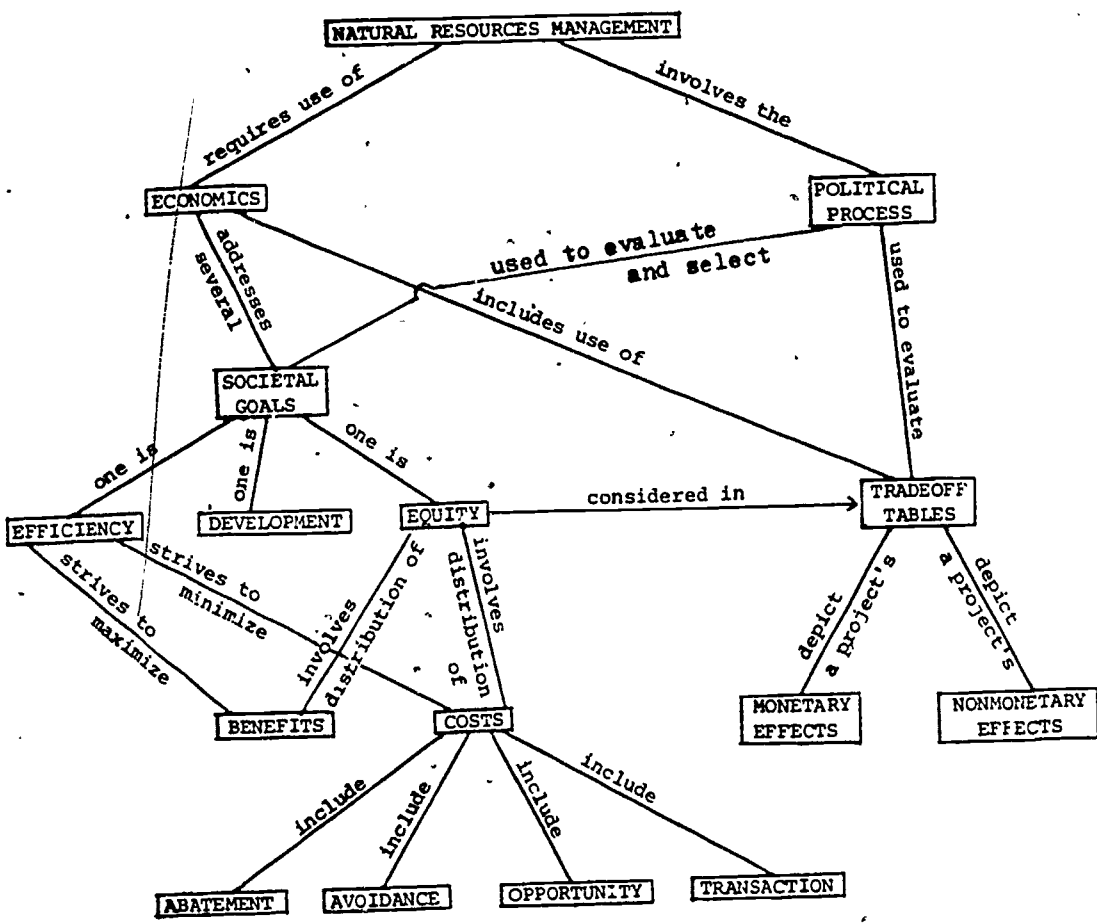 NATURAL RESOURCES MANAGEMENT
requires use of
involves the
ECONOMICS
POLITICAL
PROCESS
addresses
several
used to evaluate
and select
includes use of
used to evaluate
SOCIETAL
GOALS
one is
one is
one is
considered in
EFFICIENCY
DEVELOPMENT
EQUITY
TRADEOFF
TABLES
strives to
maximize
strives to
minimize
involves
distribution of
involves
distribution
of
depict
a project's
depict
a project's
BENEFITS
COSTS
MONETARY
EFFECTS
NONMONETARY
EFFECTS
include
include
include
include
ABATEMENT
AVOIDANCE
OPPORTUNITY
TRANSACTION